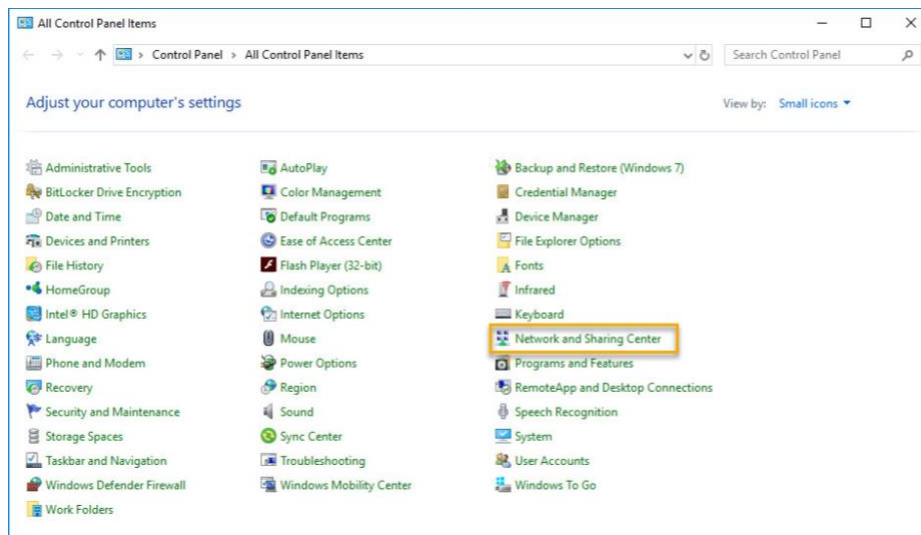 All Control Panel Items
Control Panel > All Control Panel Items
Search Control Panel
Adjust your computer's settings
View by: Small icons
Administrative Tools
AutoPlay
Backup and Restore (Windows 7)
BitLocker Drive Encryption
Color Management
Credential Manager
Date and Time
Default Programs
Device Manager
Devices and Printers
Ease of Access Center
File Explorer Options
File History
Flash Player (32-bit)
Fonts
HomeGroup
Indexing Options
Infrared
Intel® HD Graphics
Internet Options
Keyboard
Language
Mouse
Network and Sharing Center
Phone and Modem
Power Options
Programs and Features
Recovery
Region
RemoteApp and Desktop Connections
Security and Maintenance
Sound
Speech Recognition
Storage Spaces
Sync Center
System
Taskbar and Navigation
Troubleshooting
User Accounts
Windows Defender Firewall
Windows Mobility Center
Windows To Go
Work Folders